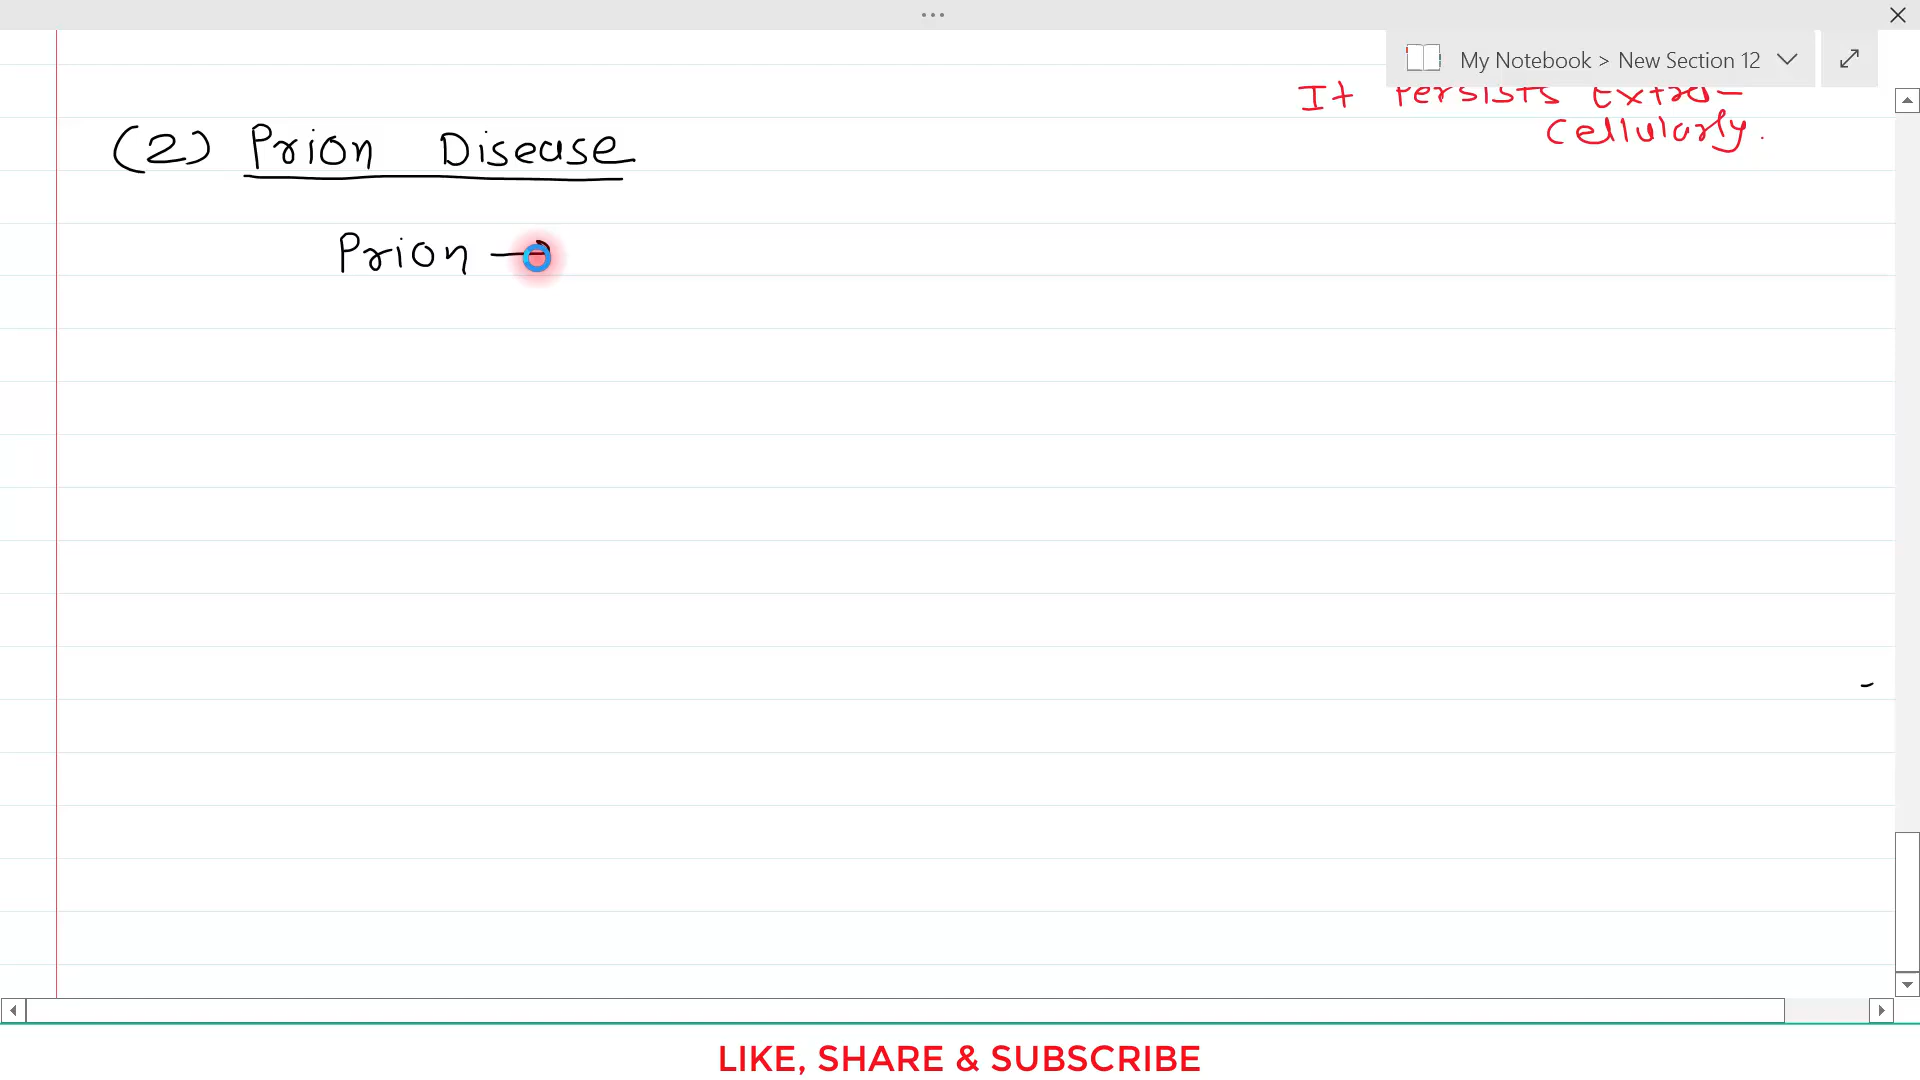 My Notebook > New Section 12
It Persists Extra-
Cellularly.
(2) Prion Disease
Prion →
LIKE, SHARE & SUBSCRIBE